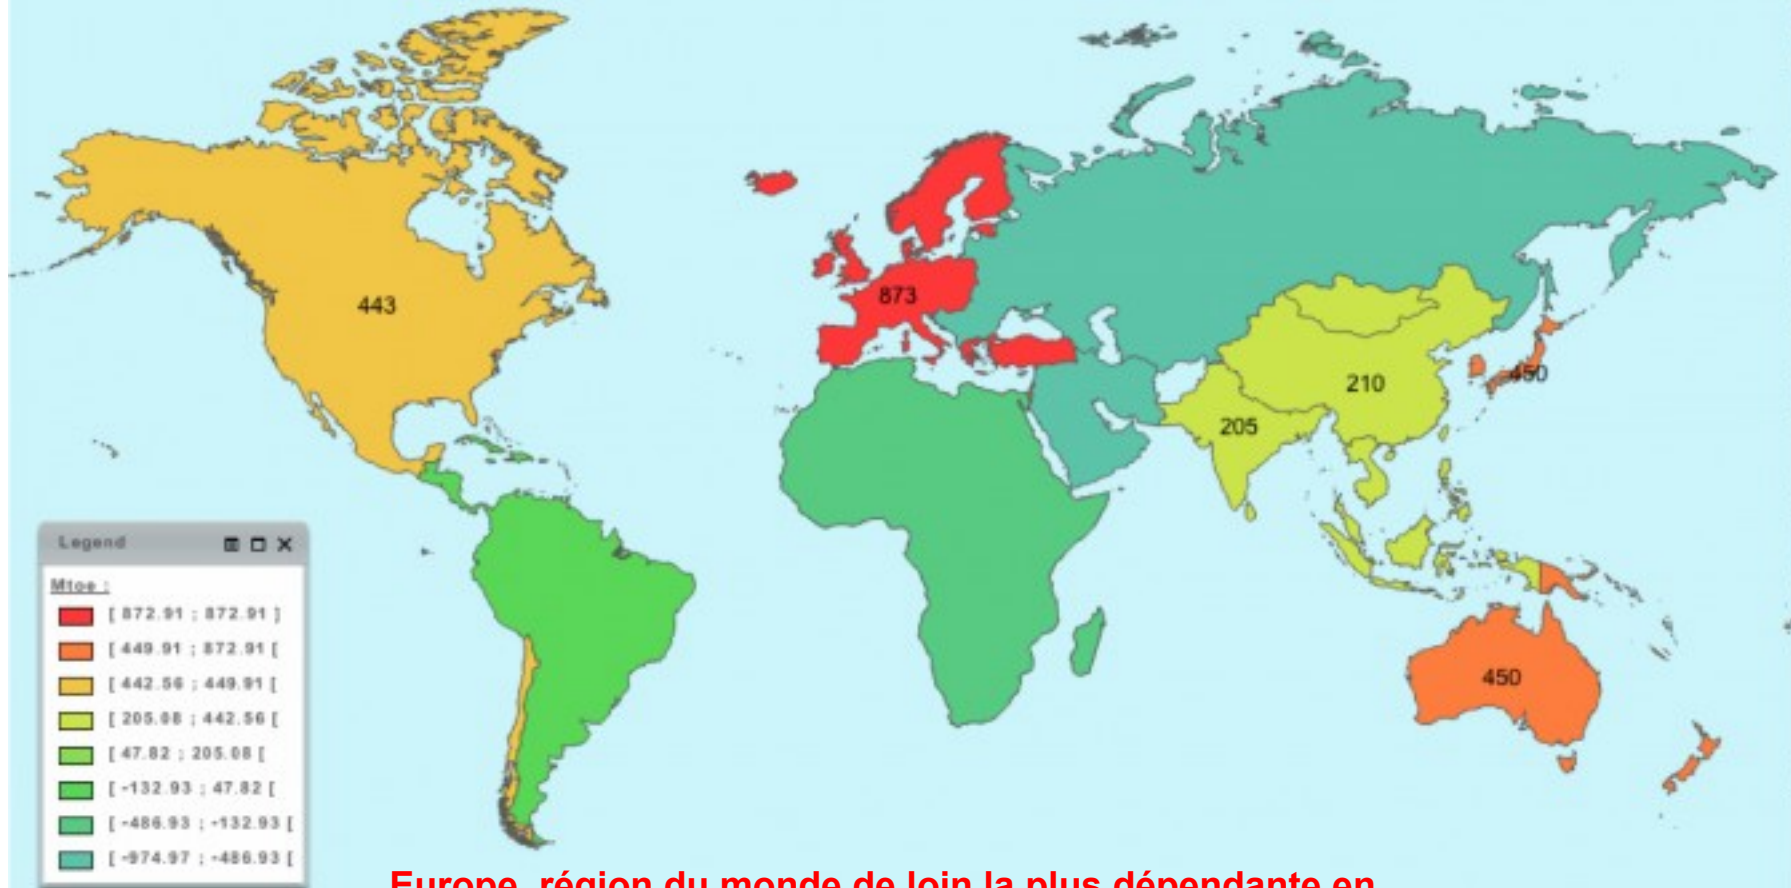 443
873
450
210
205
450
Legend
Mtoe :
[ 872.91 ; 872.91 ]
[ 449.91 ; 872.91 [
[ 442.56 ; 449.91 [
[ 205.08 ; 442.56 [
[ 47.82 ; 205.08 [
[ -132.93 ; 47.82 [
[ -486.93 ; -132.93 [
[ -974.97 ; -486.93 [
Europe, région du monde de loin la plus dépendante en